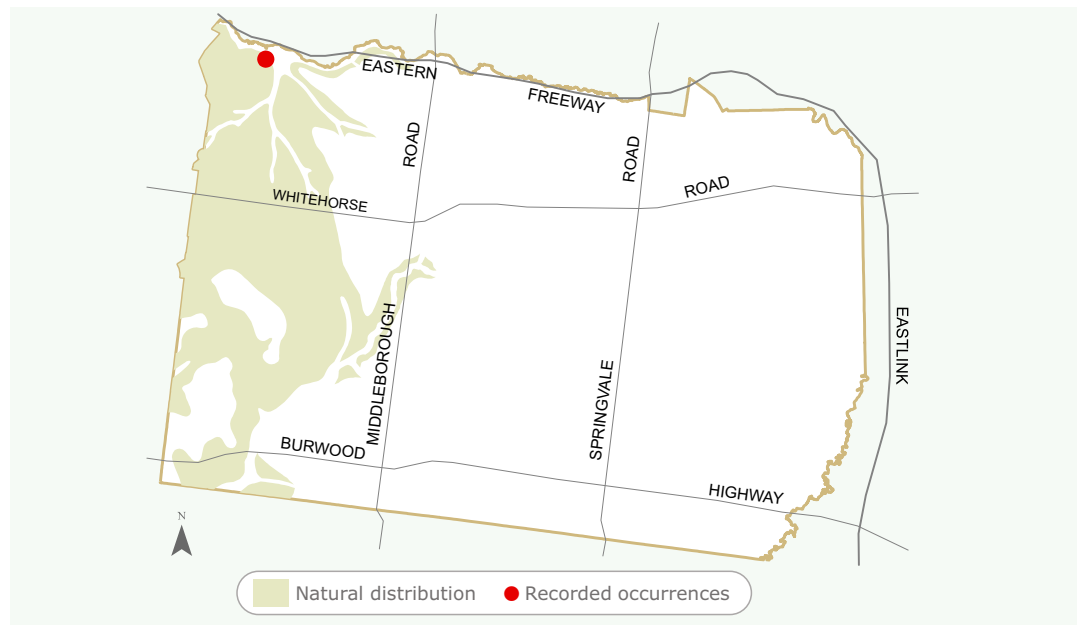 EASTERN
FREEWAY
ROAD
ROAD
ROAD
WHITEHORSE
MIDDLEBOROUGH
SPRINGVALE
EASTLINK
BURWOOD
HIGHWAY
N
Natural distribution
Recorded occurrences